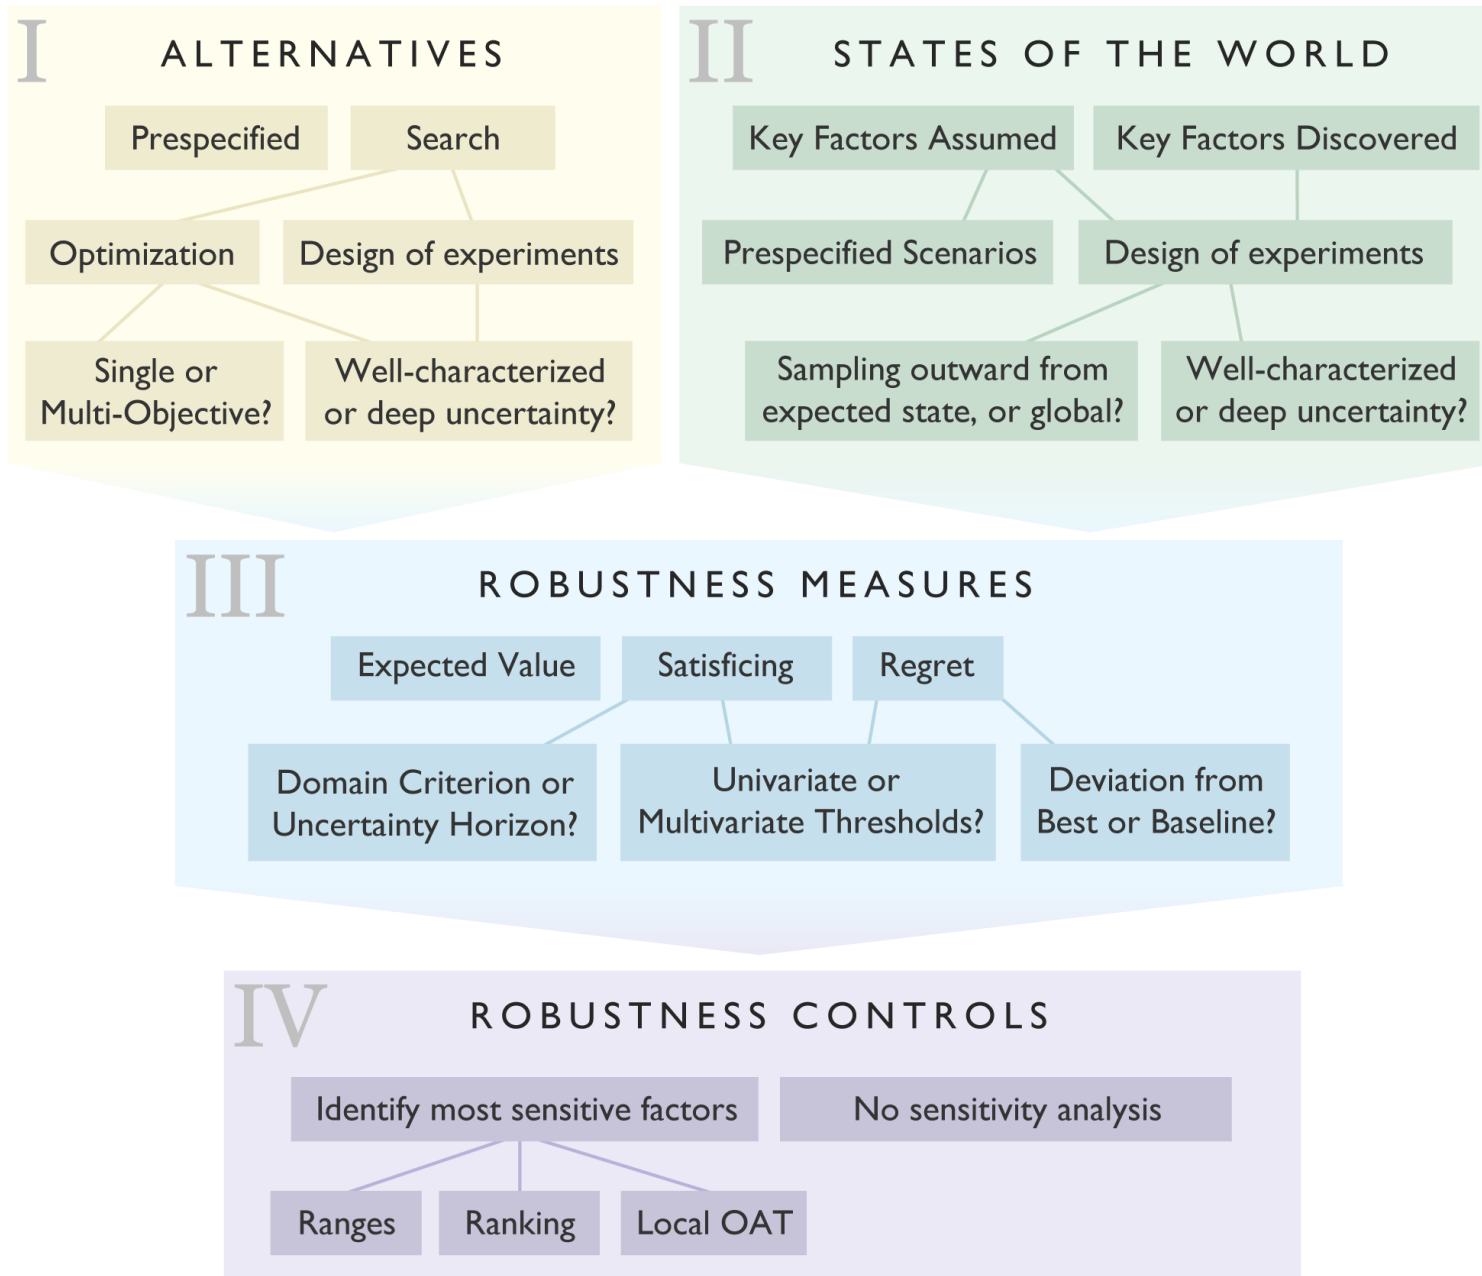 I
ALTERNATIVES
Prespecified
Search
Optimization
Design of experiments
Single or
Multi-Objective?
Well-characterized
or deep uncertainty?
II
STATES OF THE WORLD
Key Factors Assumed
Key Factors Discovered
Prespecified Scenarios
Design of experiments
Sampling outward from
expected state, or global?
Well-characterized
or deep uncertainty?
III
ROBUSTNESS MEASURES
Expected Value
Satisficing
Regret
Domain Criterion or
Uncertainty Horizon?
Univariate or
Multivariate Thresholds?
Deviation from
Best or Baseline?
IV
ROBUSTNESS CONTROLS
Identify most sensitive factors
No sensitivity analysis
Ranges
Ranking
Local OAT